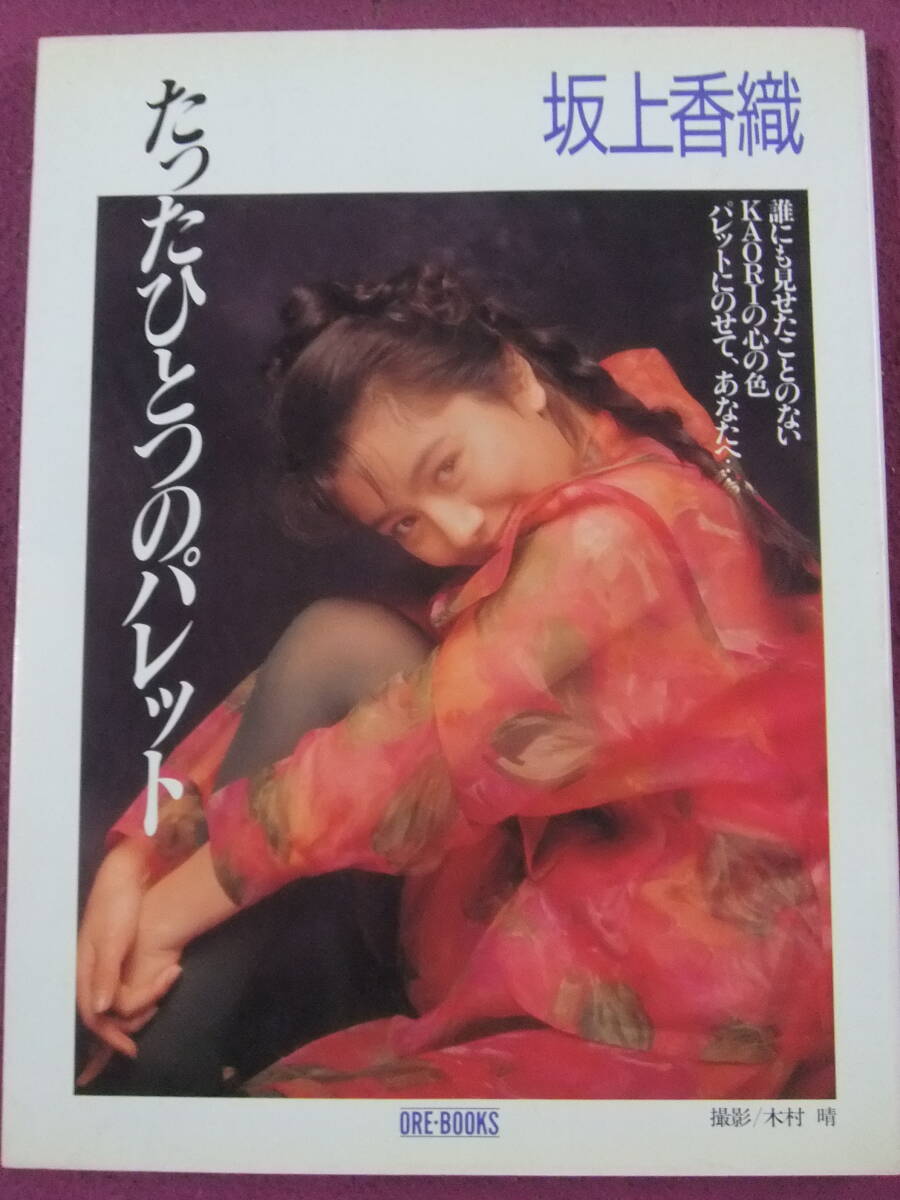 坂上香織
たったひとつのパレット
誰にも見せたことのない
KAORIの心の色
パレットにのせて、あなたへ…。
ORE·BOOKS
撮影/木村 晴